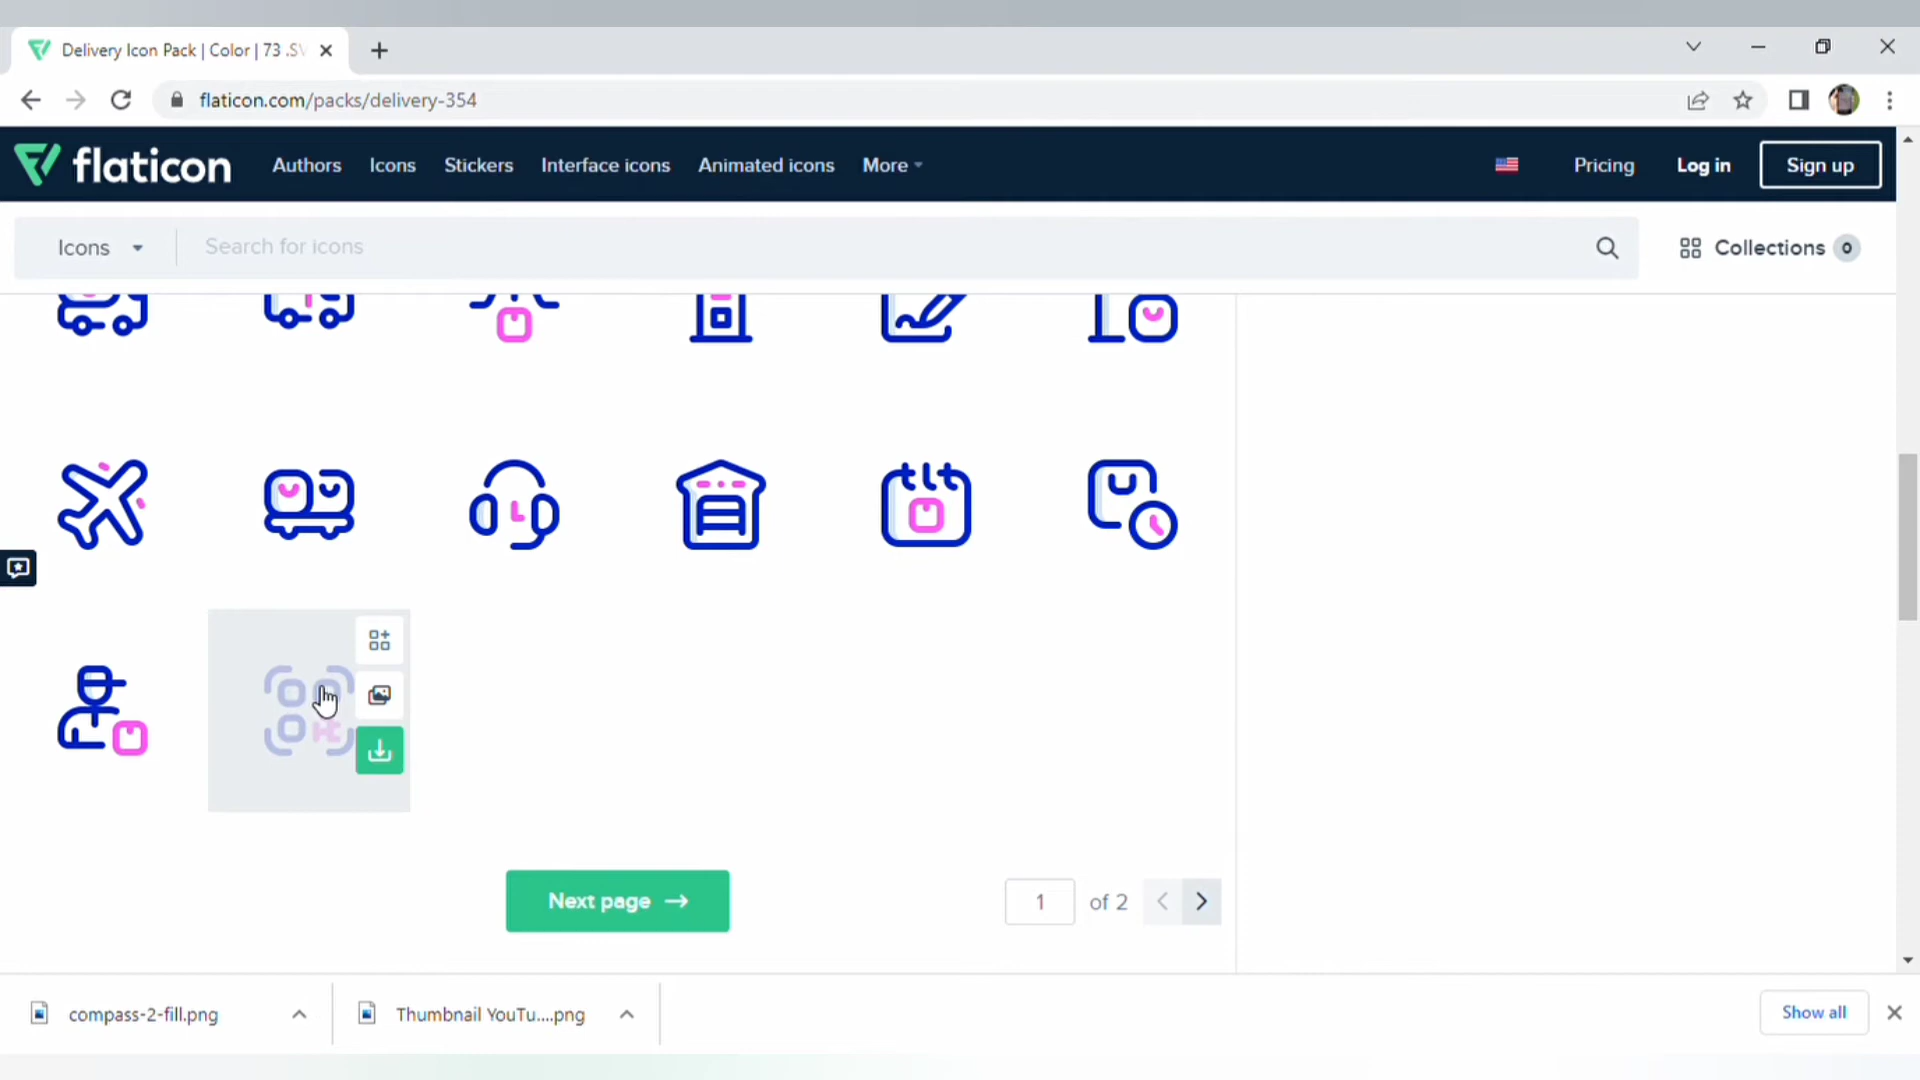 Delivery Icon Pack | Color | 73 .SV
flaticon.com/packs/delivery-354
flaticon
Authors
Icons
Stickers
Interface icons
Animated icons
More
Pricing
Log in
Sign up
Icons
Search for icons
Collections
0
Next page →
1
of 2
compass-2-fill.png
Thumbnail YouTu....png
Show all